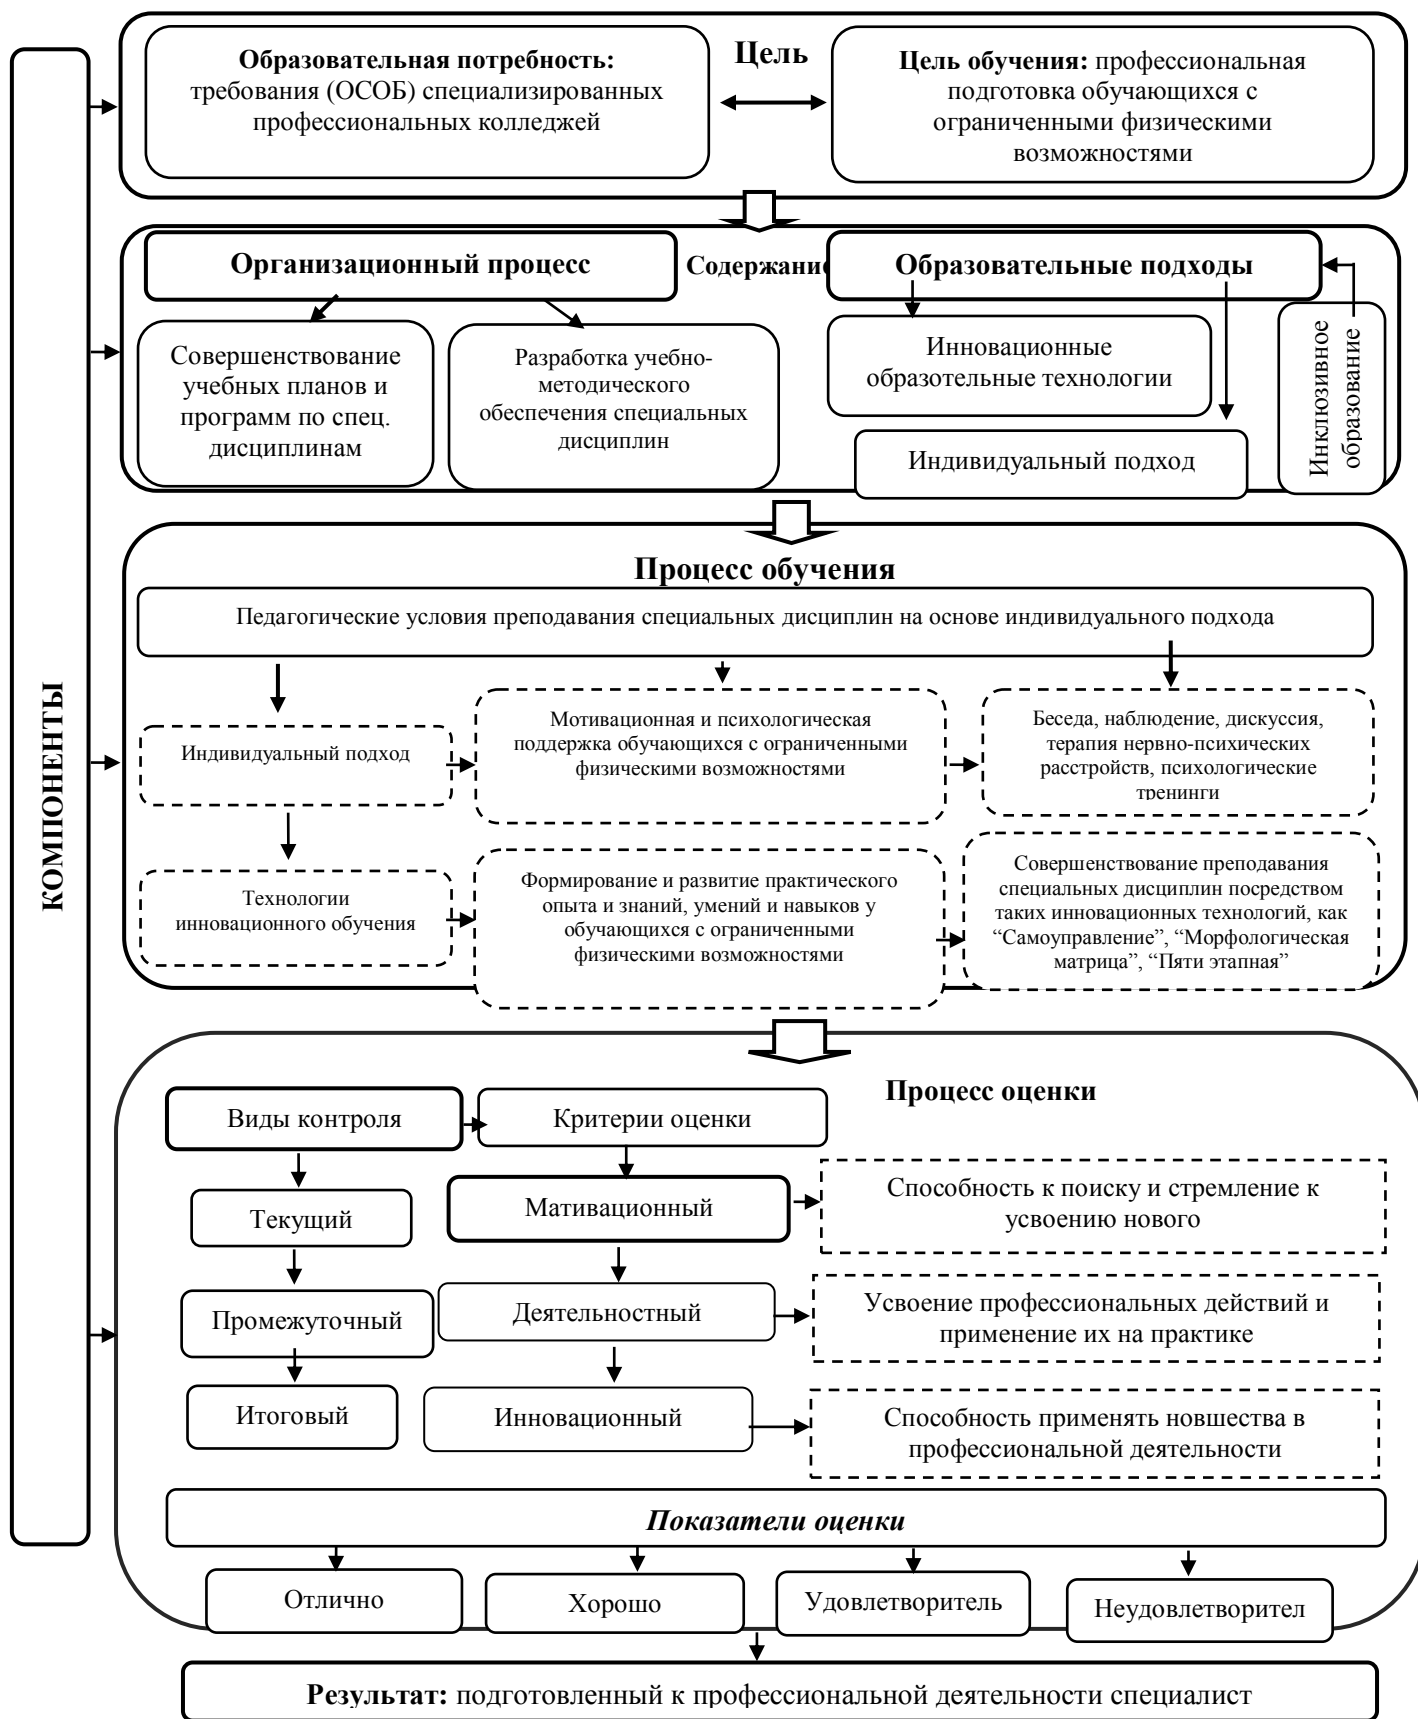 КОМПОНЕНТЫ
Образовательная потребность:
требования (ОСОБ) специализированных
профессиональных колледжей
Цель
Цель обучения: профессиональная
подготовка обучающихся с
ограниченными физическими
возможностями
Организационный процесс
Содержание
Образовательные подходы
Совершенствование
учебных планов и
программ по спец.
дисциплинам
Разработка учебно-
методического
обеспечения специальных
дисциплин
Инновационные
образотельные технологии
Индивидуальный подход
Инклюзивное
образование
Процесс обучения
Педагогические условия преподавания специальных дисциплин на основе индивидуального подхода
Индивидуальный подход
Мотивационная и психологическая
поддержка обучающихся с ограниченными
физическими возможностями
Беседа, наблюдение, дискуссия,
терапия нервно-психических
расстройств, психологические
тренинги
Технологии
инновационного обучения
Формирование и развитие практического
опыта и знаний, умений и навыков у
обучающихся с ограниченными
физическими возможностями
Совершенствование преподавания
специальных дисциплин посредством
таких инновационных технологий, как
“Самоуправление”, “Морфологическая
матрица”, “Пяти этапная”
Процесс оценки
Виды контроля
Критерии оценки
Текущий
Мативационный
Способность к поиску и стремление к
усвоению нового
Промежуточный
Деятельностный
Усвоение профессиональных действий и
применение их на практике
Итоговый
Инновационный
Способность применять новшества в
профессиональной деятельности
Показатели оценки
Отлично
Хорошо
Удовлетворитель
Неудовлетворител
Результат: подготовленный к профессиональной деятельности специалист